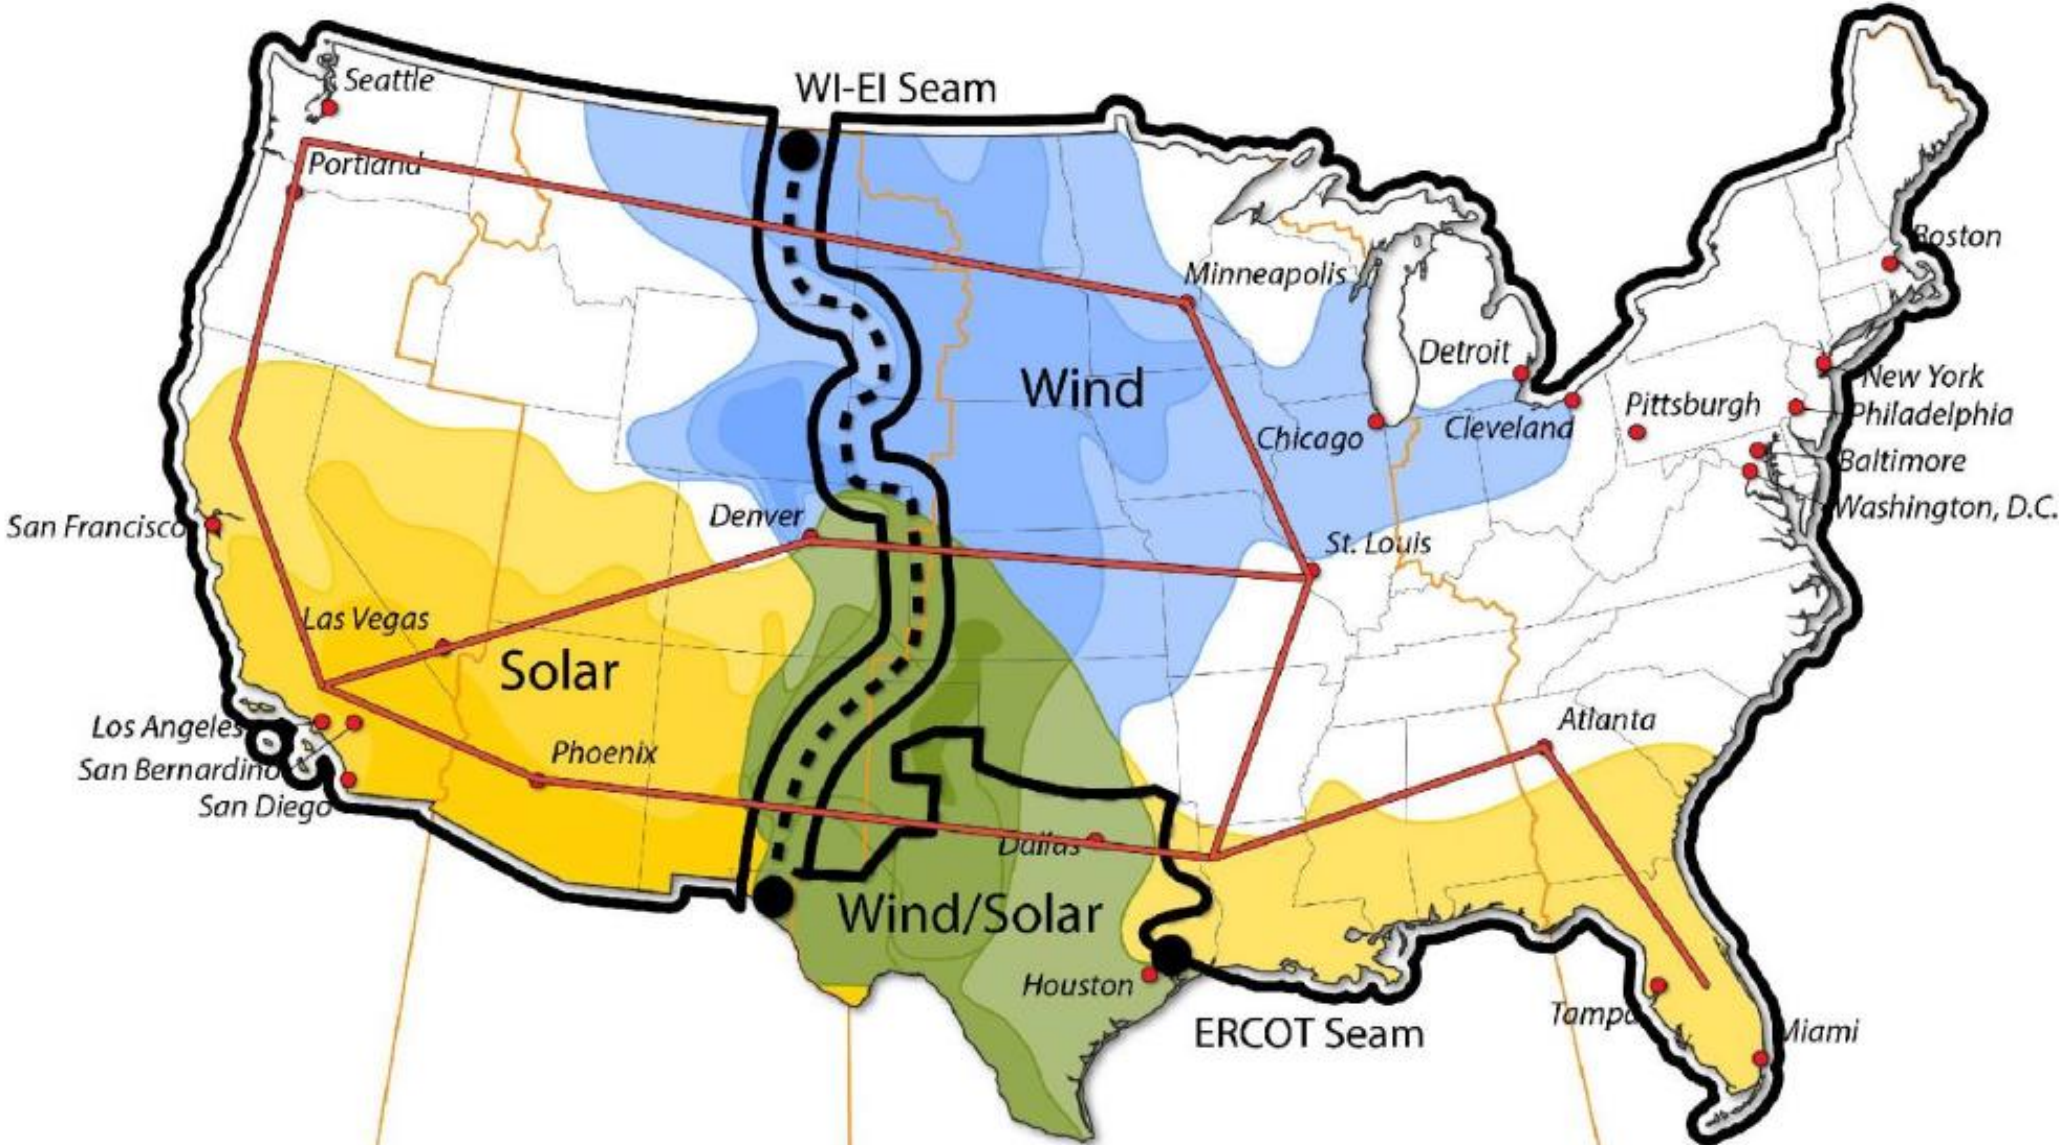 WI-EI Seam
Seattle
Portland
Boston
Minneapolis
Detroit
New York
Wind
Pittsburgh
Philadelphia
Chicago
Cleveland
Baltimore
Washington, D.C.
San Francisco
Denver
St. Louis
Las Vegas
Solar
Los Angeles
Atlanta
Phoenix
San Bernardino
San Diego
Dallas
Wind/Solar
Houston
ERCOT Seam
Tampa
Miami